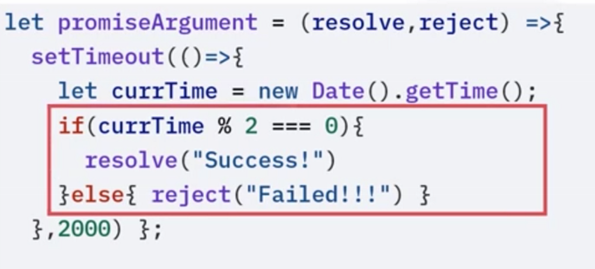 let promiseArgument = (resolve,reject) =>{
setTimeout(()=>{
let currTime = new Date().getTime();
if(currTime % 2 === 0){
resolve("Success!")
}else{ reject("Failed!!!") }
},2000) };